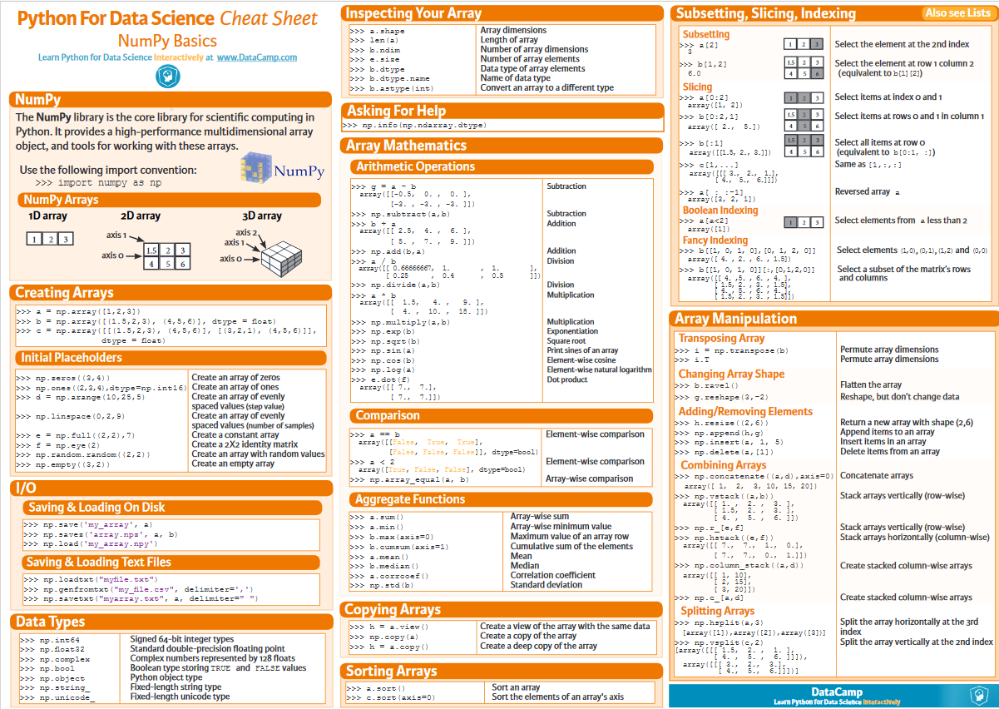 Python For Data Science Cheat Sheet
NumPy Basics
Learn Python for Data Science Interactively at www.DataCamp.com
NumPy
The NumPy library is the core library for scientific computing in
Python. It provides a high-performance multidimensional array
object, and tools for working with these arrays.
Use the following import convention:
>>> import numpy as np
NumPy
NumPy Arrays
1D array 2D array 3D array
1 2 3
axis 1
axis 0
1.5 2 3
4 5 6
axis 2
axis 1
axis 0
Creating Arrays
>>> a = np.array([1,2,3])
>>> b = np.array([(1.5,2,3), (4,5,6)], dtype = float)
>>> c = np.array([[(1.5,2,3), (4,5,6)], [(3,2,1), (4,5,6)]],
dtype = float)
Initial Placeholders
>>> np.zeros((3,4)) Create an array of zeros
>>> np.ones((2,3,4),dtype=np.int16) Create an array of ones
>>> d = np.arange(10,25,5) Create an array of evenly
spaced values (step value)
>>> np.linspace(0,2,9) Create an array of evenly
spaced values (number of samples)
>>> e = np.full((2,2),7) Create a constant array
>>> f = np.eye(2) Create a 2X2 identity matrix
>>> np.random.random((2,2)) Create an array with random values
>>> np.empty((3,2)) Create an empty array
I/O
Saving & Loading On Disk
>>> np.save('my_array', a)
>>> np.savez('array.npz', a, b)
>>> np.load('my_array.npy')
Saving & Loading Text Files
>>> np.loadtxt("myfile.txt")
>>> np.genfromtxt("my_file.csv", delimiter=',')
>>> np.savetxt("myarray.txt", a, delimiter=" ")
Data Types
>>> np.int64 Signed 64-bit integer types
>>> np.float32 Standard double-precision floating point
>>> np.complex Complex numbers represented by 128 floats
>>> np.bool Boolean type storing TRUE and FALSE values
>>> np.object Python object type
>>> np.string_ Fixed-length string type
>>> np.unicode_ Fixed-length unicode type
Inspecting Your Array
>>> a.shape Array dimensions
>>> len(a) Length of array
>>> b.ndim Number of array dimensions
>>> e.size Number of array elements
>>> b.dtype Data type of array elements
>>> b.dtype.name Name of data type
>>> b.astype(int) Convert an array to a different type
Asking For Help
>>> np.info(np.ndarray.dtype)
Array Mathematics
Arithmetic Operations
>>> g = a - b Subtraction
array([[-0.5, 0. , 0. ],
[-3. , -3. , -3. ]])
>>> np.subtract(a,b) Subtraction
>>> b + a Addition
array([[ 2.5, 4. , 6. ],
[ 5. , 7. , 9. ]])
>>> np.add(b,a) Addition
>>> a / b Division
array([[ 0.66666667, 1. , 1. ],
[ 0.25 , 0.4 , 0.5 ]])
>>> np.divide(a,b) Division
>>> a * b Multiplication
array([[ 1.5, 4. , 9. ],
[ 4. , 10. , 18. ]])
>>> np.multiply(a,b) Multiplication
>>> np.exp(b) Exponentiation
>>> np.sqrt(b) Square root
>>> np.sin(a) Print sines of an array
>>> np.cos(b) Element-wise cosine
>>> np.log(a) Element-wise natural logarithm
>>> e.dot(f) Dot product
[[ 7., 7.],
[ 7., 7.]])
Comparison
>>> a == b Element-wise comparison
array([[False, True, True],
[False, False, False]], dtype=bool)
>>> a < 2 Element-wise comparison
array([True, False, False], dtype=bool)
>>> np.array_equal(a, b) Array-wise comparison
Aggregate Functions
>>> a.sum() Array-wise sum
>>> a.min() Array-wise minimum value
>>> b.max(axis=0) Maximum value of an array row
>>> b.cumsum(axis=1) Cumulative sum of the elements
>>> a.mean() Mean
>>> b.median() Median
>>> a.corrcoef() Correlation coefficient
>>> np.std(b) Standard deviation
Copying Arrays
>>> h = a.view() Create a view of the array with the same data
>>> np.copy(a) Create a copy of the array
>>> h = a.copy() Create a deep copy of the array
Sorting Arrays
>>> a.sort() Sort an array
>>> c.sort(axis=0) Sort the elements of an array's axis
Subsetting, Slicing, Indexing Also see Lists
Subsetting
>>> a[2] 1 2 3 Select the element at the 2nd index
3
>>> b[1,2] 1.5 2 3 Select the element at row 1 column 2
6.0 4 5 6 (equivalent to b[1][2])
Slicing
>>> a[0:2] 1 2 3 Select items at index 0 and 1
array([1, 2])
>>> b[0:2,1] 1.5 2 3 Select items at rows 0 and 1 in column 1
array([ 2., 5.]) 4 5 6
>>> b[:1] 1.5 2 3 Select all items at row 0
array([[1.5, 2., 3.]]) 4 5 6 (equivalent to b[0:1, :])
>>> c[1,...] Same as [1,:,:]
array([[[ 3., 2., 1.],
[ 4., 5., 6.]]])
>>> a[ : :-1] Reversed array a
array([3, 2, 1])
Boolean Indexing
>>> a[a<2] 1 2 3 Select elements from a less than 2
array([1])
Fancy Indexing
>>> b[[1, 0, 1, 0],[0, 1, 2, 0]] Select elements (1,0),(0,1),(1,2) and (0,0)
array([ 4. , 2. , 6. , 1.5])
>>> b[[1, 0, 1, 0]][:,[0,1,2,0]] Select a subset of the matrix's rows
array([[ 4. ,5. , 6. , 4. ], and columns
[ 1.5, 2. , 3. , 1.5],
[ 4. , 5. , 6. , 4. ],
[ 1.5, 2. , 3. , 1.5]])
Array Manipulation
Transposing Array
>>> i = np.transpose(b) Permute array dimensions
>>> i.T Permute array dimensions
Changing Array Shape
>>> b.ravel() Flatten the array
>>> g.reshape(3,-2) Reshape, but don't change data
Adding/Removing Elements
>>> h.resize((2,6)) Return a new array with shape (2,6)
>>> np.append(h,g) Append items to an array
>>> np.insert(a, 1, 5) Insert items in an array
>>> np.delete(a,[1]) Delete items from an array
Combining Arrays
>>> np.concatenate((a,d),axis=0) Concatenate arrays
array([ 1, 2, 3, 10, 15, 20])
>>> np.vstack((a,b)) Stack arrays vertically (row-wise)
array([[ 1. , 2. , 3. ],
[ 1.5, 2. , 3. ],
[ 4. , 5. , 6. ]])
>>> np.r_[e,f] Stack arrays vertically (row-wise)
>>> np.hstack((e,f)) Stack arrays horizontally (column-wise)
array([[ 7., 7., 1., 0.],
[ 7., 7., 0., 1.]])
>>> np.column_stack((a,d)) Create stacked column-wise arrays
array([[ 1, 10],
[ 2, 15],
[ 3, 20]])
>>> np.c_[a,d] Create stacked column-wise arrays
Splitting Arrays
>>> np.hsplit(a,3) Split the array horizontally at the 3rd
[array([1]),array([2]),array([3])] index
>>> np.vsplit(c,2) Split the array vertically at the 2nd index
[array([[[ 1.5, 2. , 1. ],
[ 4. , 5. , 6. ]]]),
array([[[ 3., 2., 3.],
[ 4., 5., 6.]]])]
DataCamp
Learn Python for Data Science Interactively